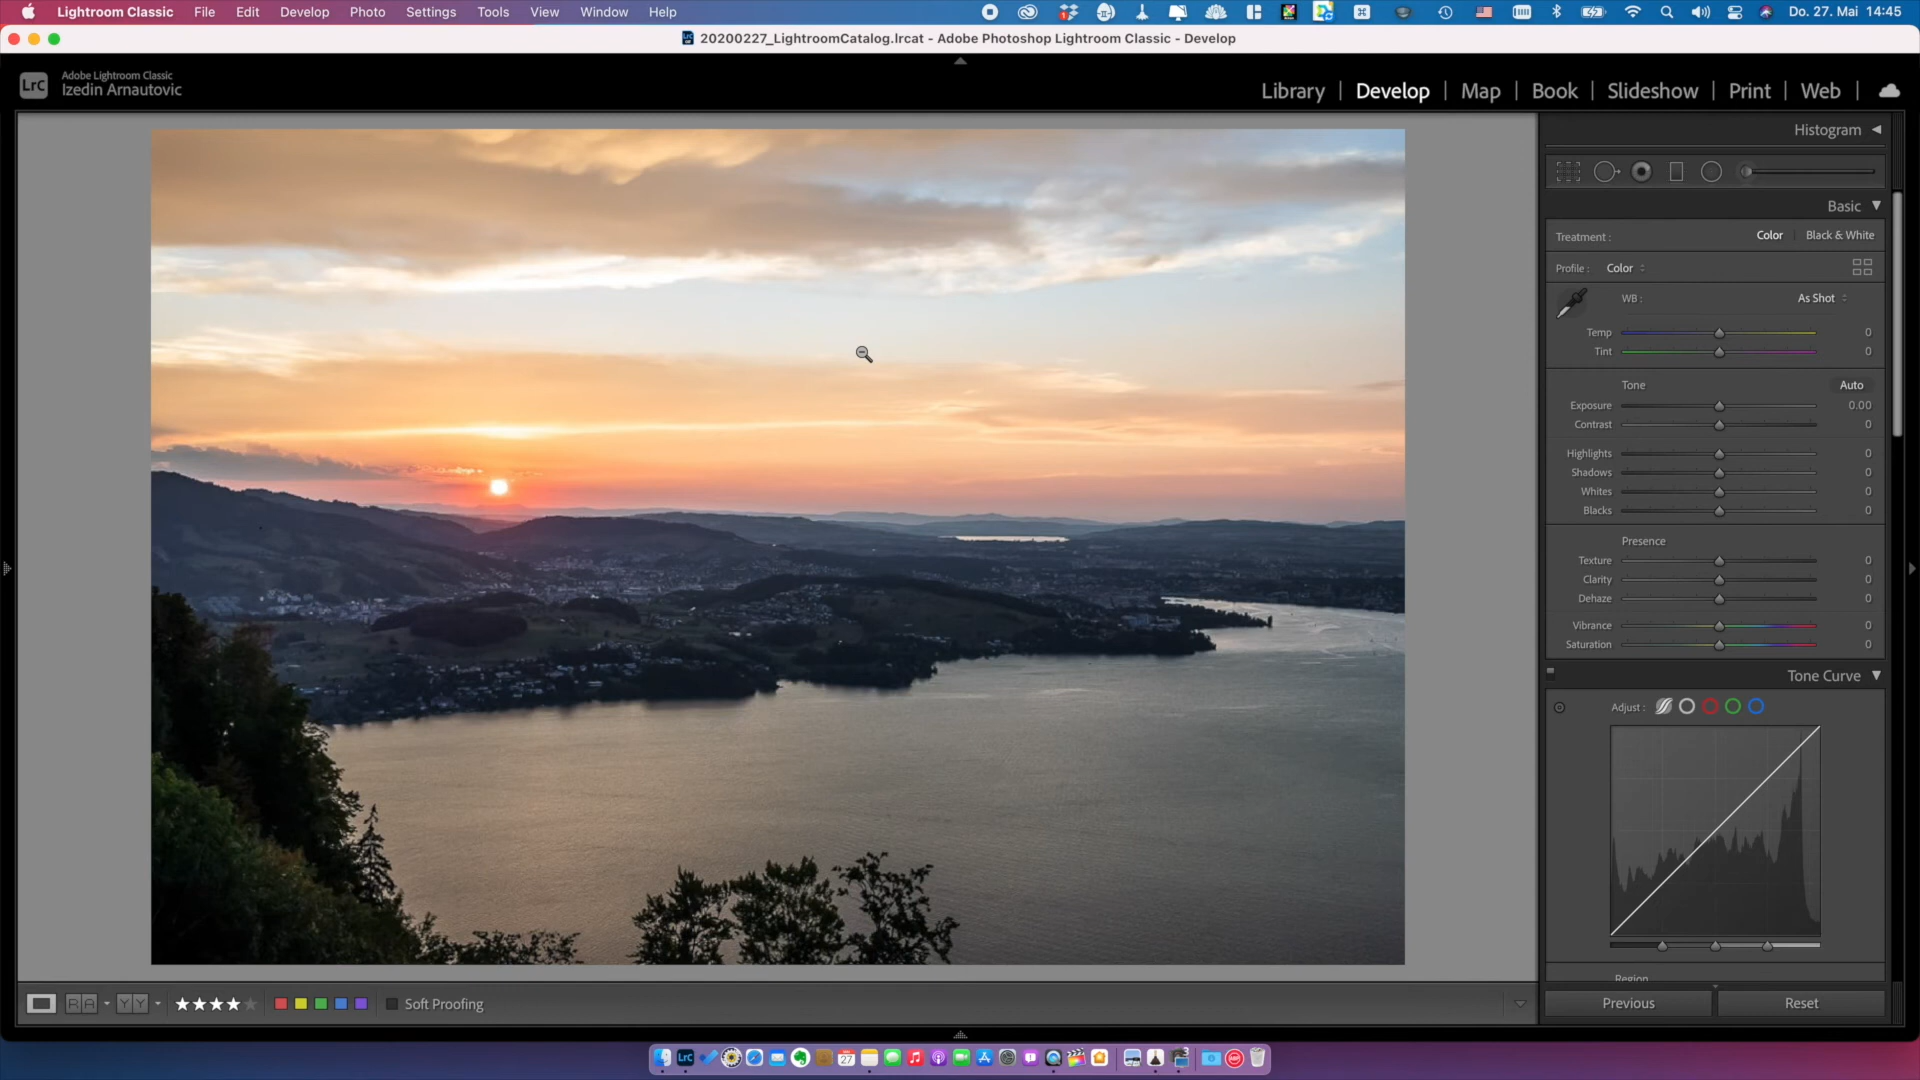 Lightroom Classic File Edit Develop Photo Settings Tools View Window Help Do. 27. Mai 14:45
20200227_LightroomCatalog.lrcat - Adobe Photoshop Lightroom Classic - Develop
LrC Adobe Lightroom Classic
Izedin Arnautovic
Library | Develop | Map | Book | Slideshow | Print | Web |
Histogram
Basic
Treatment : Color Black & White
Profile : Color
WB : As Shot
Temp 0
Tint 0
Tone Auto
Exposure 0.00
Contrast 0
Highlights 0
Shadows 0
Whites 0
Blacks 0
Presence
Texture 0
Clarity 0
Dehaze 0
Vibrance 0
Saturation 0
Tone Curve
Adjust :
Region
R A Y Y Soft Proofing
Previous Reset
LrC 27